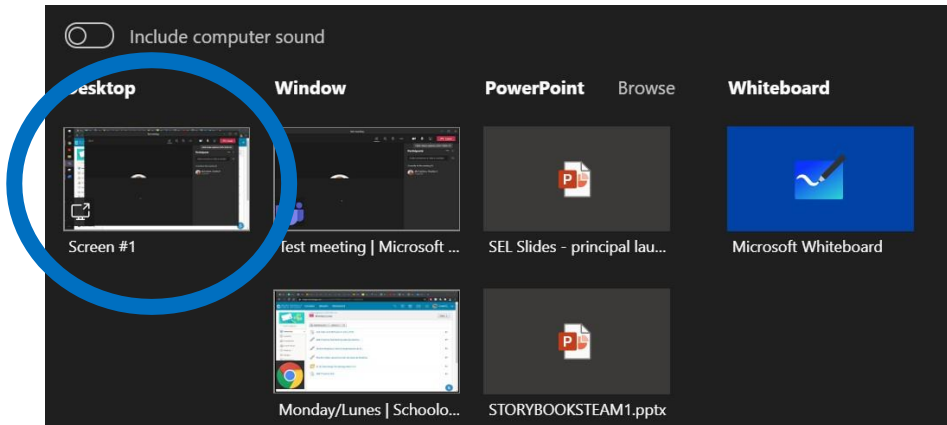 Include computer sound
Desktop
Window
PowerPoint Browse
Whiteboard
Screen #1
Test meeting | Microsoft ...
SEL Slides - principal lau...
Microsoft Whiteboard
Monday/Lunes | Schoolo...
STORYBOOKSTEAM1.pptx